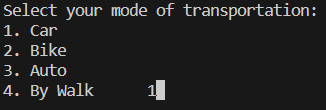 Select your mode of transportation:
1. Car
2. Bike
3. Auto
4. By Walk      1